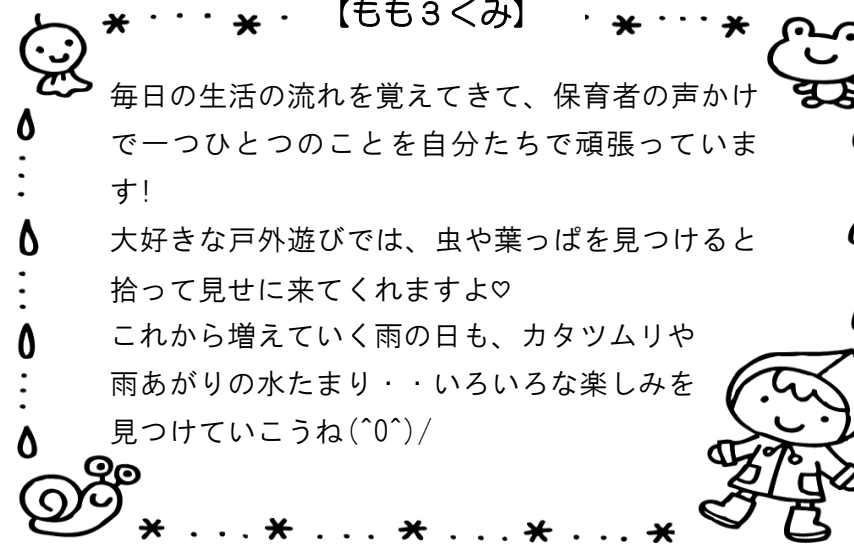 【もも３くみ】
毎日の生活の流れを覚えてきて、保育者の声かけ
で一つひとつのことを自分たちで頑張っていま
す!
大好きな戸外遊びでは、虫や葉っぱを見つけると
拾って見せに来てくれますよ♡
これから増えていく雨の日も、カタツムリや
雨あがりの水たまり・・いろいろな楽しみを
見つけていこうね(^0^)/